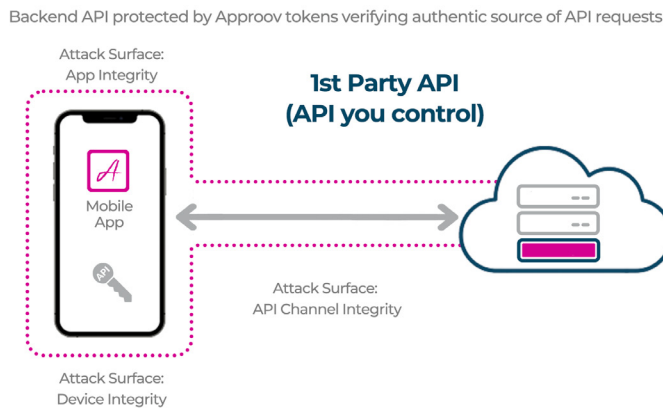 Backend API protected by Approov tokens verifying authentic source of API requests
Attack Surface:
App Integrity
1st Party API
(API you control)
A
Mobile
App
API
Attack Surface:
API Channel Integrity
Attack Surface:
Device Integrity